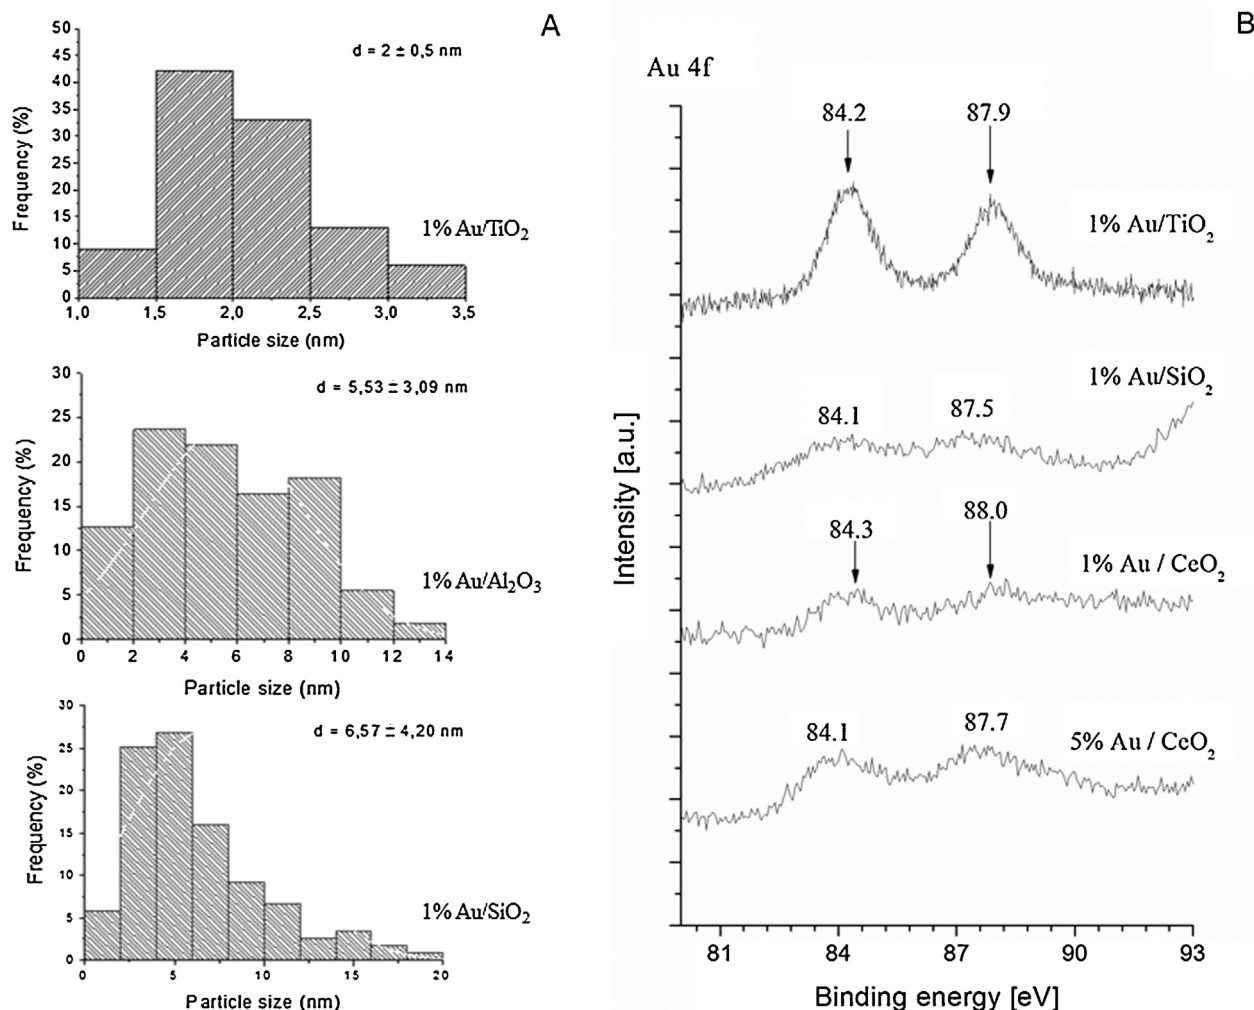 A
d = 2 ± 0,5 nm
Frequency (%)
50
45
40
35
30
25
20
15
10
5
0
1% Au/TiO2
1,0 1,5 2,0 2,5 3,0 3,5
Particle size (nm)
d = 5,53 ± 3,09 nm
Frequency (%)
30
25
20
15
10
5
0
1% Au/Al2O3
0 2 4 6 8 10 12 14
Particle size (nm)
d = 6,57 ± 4,20 nm
Frequency (%)
30
25
20
15
10
5
0
1% Au/SiO2
0 5 10 15 20
Particle size (nm)
B
Au 4f
84.2 87.9
1% Au/TiO2
1% Au/SiO2
84.1 87.5
84.3 88.0
1% Au / CeO2
84.1 87.7
5% Au / CeO2
Intensity [a.u.]
81 84 87 90 93
Binding energy [eV]